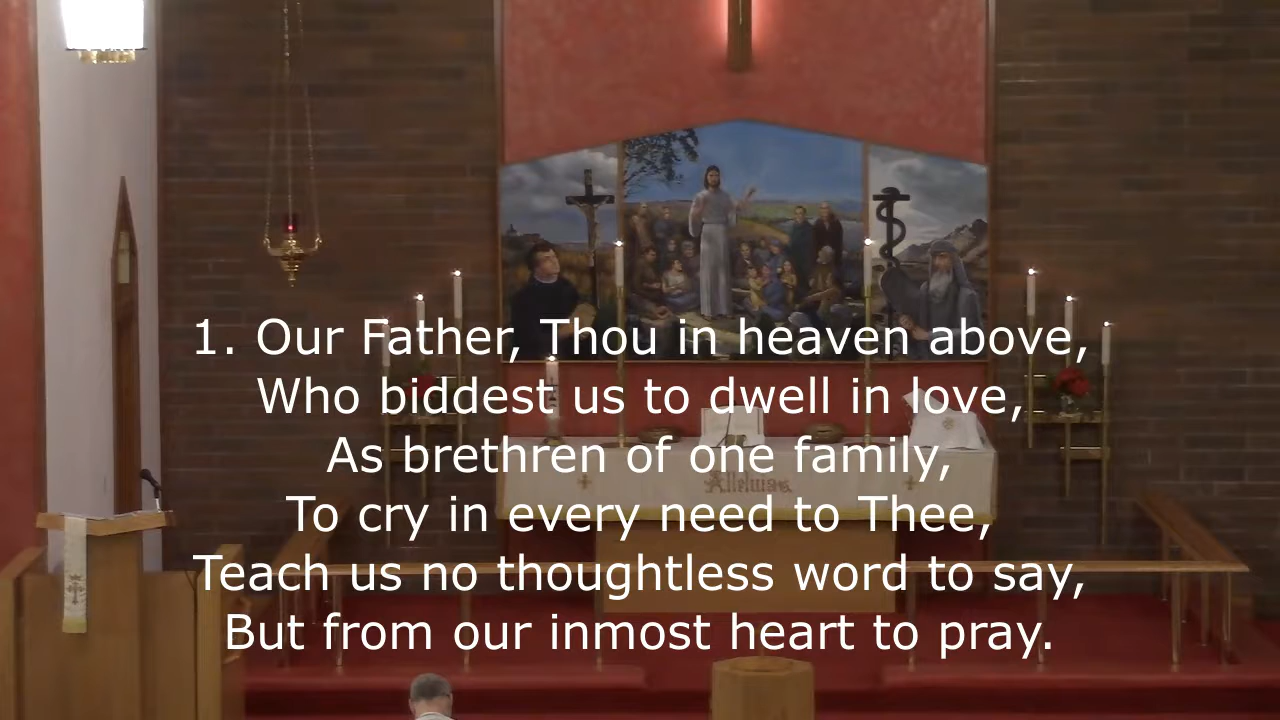 1. Our Father, Thou in heaven above,
Who biddest us to dwell in love,
As brethren of one family,
To cry in every need to Thee,
Teach us no thoughtless word to say,
But from our inmost heart to pray.
Alleluia